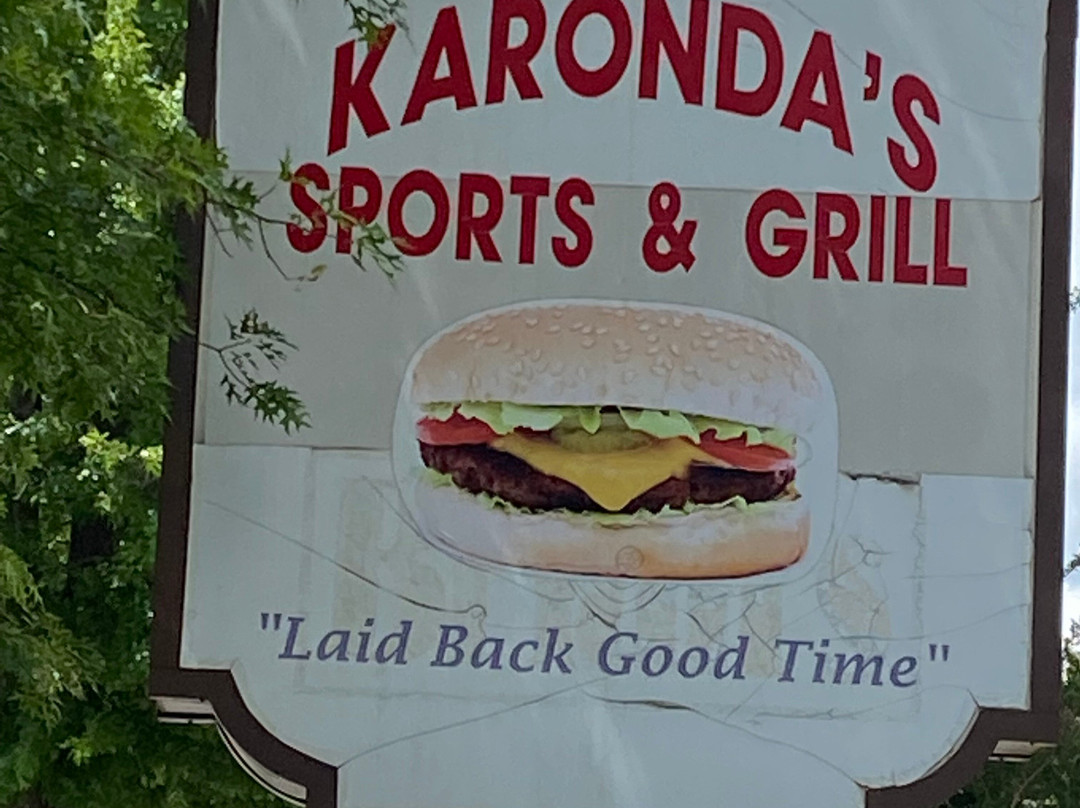 KARONDA'S
SPORTS & GRILL
"Laid Back Good Time"